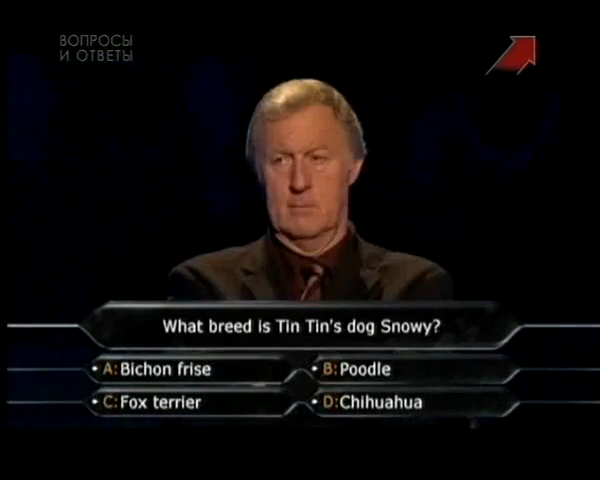 ВОПРОСЫ
И ОТВЕТЫ
What breed is Tin Tin's dog Snowy?
A: Bichon frise
B: Poodle
C: Fox terrier
D: Chihuahua